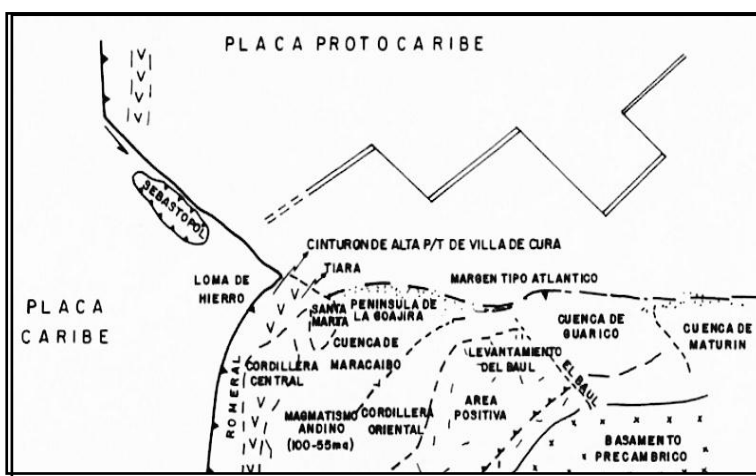 PLACA PROTOCARIBE
SEBASTOPOL
CINTURON DE ALTA P/T DE VILLA DE CURA
TIARA
LOMA DE
HIERRO
MARGEN TIPO ATLANTICO
PLACA
CARIBE
SANTA
MARTA
PENINSULA DE
LA GOAJIRA
CUENCA DE
GUARICO
CUENCA DE
MATURIN
CUENCA DE
MARACAIBO
LEVANTAMIENTO
DEL BAUL
EL BAUL
CORDILLERA
CENTRAL
ROMERAL
MAGMATISMO
ANDINO
(100-55ma)
CORDILLERA
ORIENTAL
AREA
POSITIVA
BASAMENTO
PRECAMBRICO